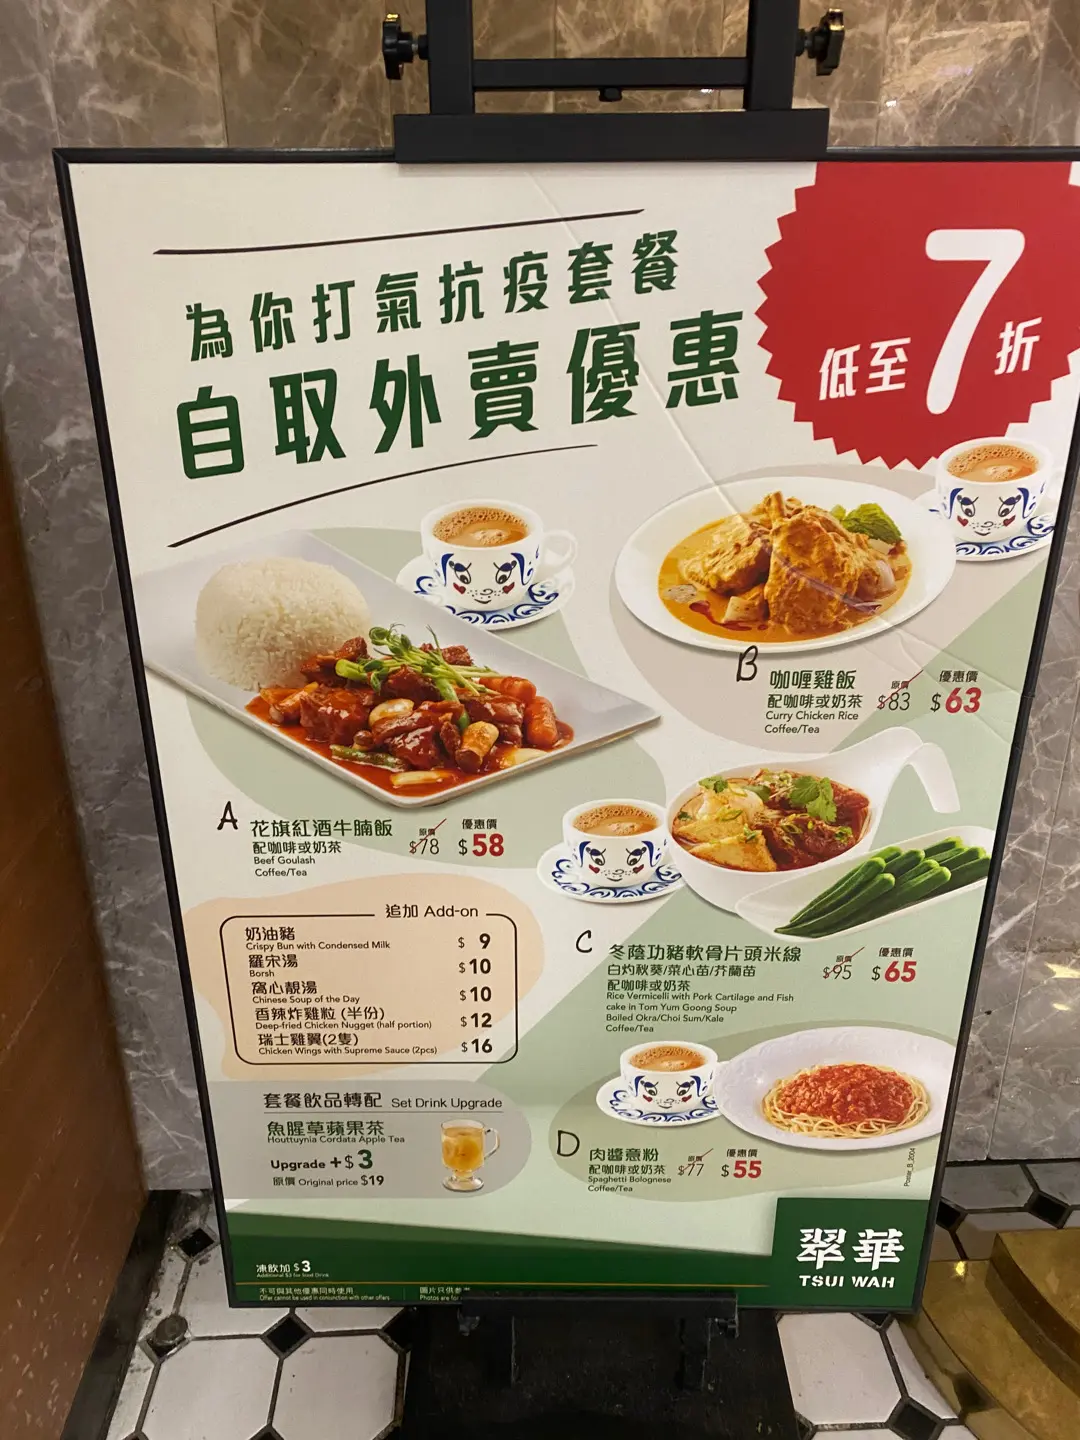 為你打氣抗疫套餐
自取外賣優惠
低至7折
B
咖喱雞飯
配咖啡或奶茶
Curry Chicken Rice
Coffee/Tea
原價
$83
優惠價
$63
A
花旗紅酒牛腩飯
配咖啡或奶茶
Beef Goulash
Coffee/Tea
原價
$78
優惠價
$58
追加 Add-on
奶油豬
Crispy Bun with Condensed Milk
$ 9
羅宋湯
Borsh
$ 10
窩心靚湯
Chinese Soup of the Day
$ 10
香辣炸雞粒 (半份)
Deep-fried Chicken Nugget (half portion)
$ 12
瑞士雞翼(2隻)
Chicken Wings with Supreme Sauce (2pcs)
$ 16
C
冬蔭功豬軟骨片頭米線
白灼秋葵/菜心苗/芥蘭苗
配咖啡或奶茶
Rice Vermicelli with Pork Cartilage and Fish
cake in Tom Yum Goong Soup
Boiled Okra/Choi Sum/Kale
Coffee/Tea
原價
$95
優惠價
$65
套餐飲品轉配 Set Drink Upgrade
魚腥草蘋果茶
Houttuynia Cordata Apple Tea
Upgrade +$ 3
原價 Original price $19
D
肉醬意粉
配咖啡或奶茶
Spaghetti Bolognese
Coffee/Tea
原價
$77
優惠價
$55
Poster_B_2004
翠華
TSUI WAH
凍飲加 $3
Additional $3 for Iced Drink
不可與其他優惠同時使用
Offer cannot be used in conjunction with other offers
圖片只供參
Photos are for